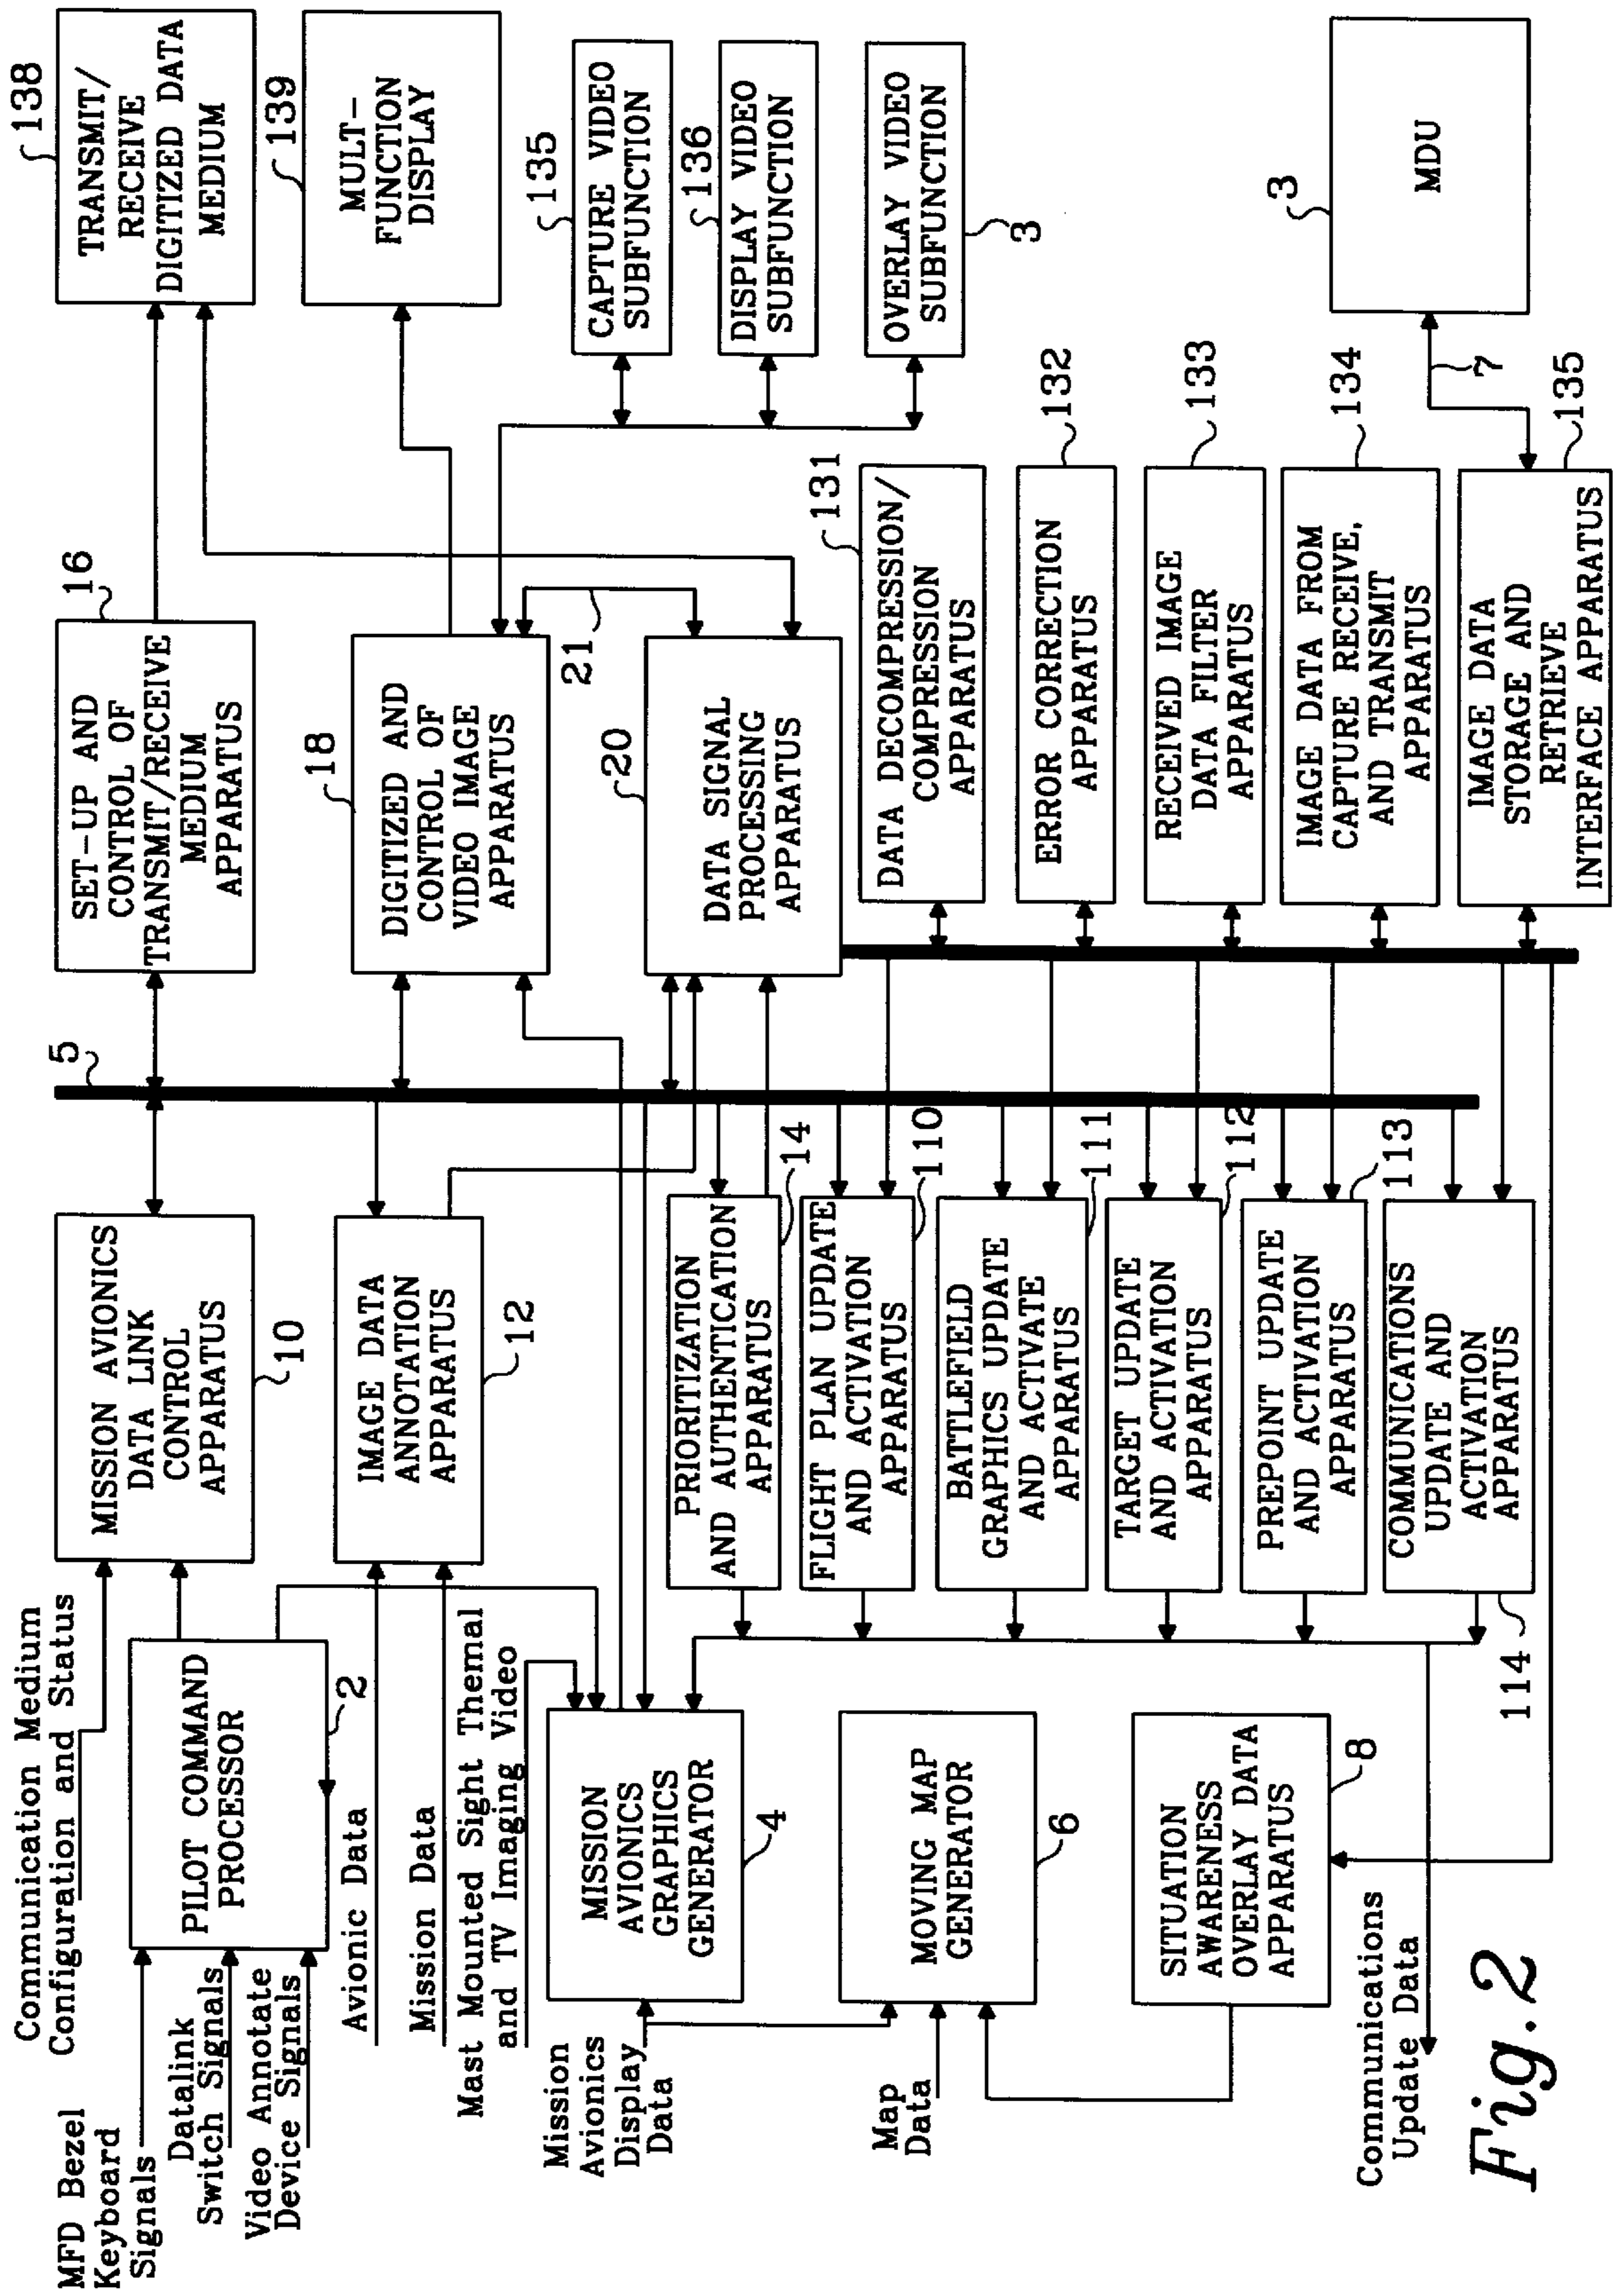 MFD Bezel
Keyboard
Signals
Datalink
Switch Signals
Video Annotate
Device Signals
Communication Medium
Configuration and Status
PILOT COMMAND
PROCESSOR
2
Avionic Data
Mission Data
Mast Mounted Sight Themal
and TV Imaging Video
Mission
Avionics
Display
Data
MISSION
AVIONICS
GRAPHICS
GENERATOR
4
Map
Data
MOVING MAP
GENERATOR
6
SITUATION
AWARENESS
OVERLAY DATA
APPARATUS
8
Communications
Update Data
MISSION AVIONICS
DATA LINK
CONTROL
APPARATUS
10
IMAGE DATA
ANNOTATION
APPARATUS
12
PRIORITIZATION
AND AUTHENTICATION
APPARATUS
14
FLIGHT PLAN UPDATE
AND ACTIVATION
APPARATUS
110
BATTLEFIELD
GRAPHICS UPDATE
AND ACTIVATE
APPARATUS
111
TARGET UPDATE
AND ACTIVATION
APPARATUS
112
PREPOINT UPDATE
AND ACTIVATION
APPARATUS
113
COMMUNICATIONS
UPDATE AND
ACTIVATION
APPARATUS
114
5
SET-UP AND
CONTROL OF
TRANSMIT/RECEIVE
MEDIUM
APPARATUS
16
DIGITIZED AND
CONTROL OF
VIDEO IMAGE
APPARATUS
18
21
DATA SIGNAL
PROCESSING
APPARATUS
20
DATA DECOMPRESSION/
COMPRESSION
APPARATUS
131
ERROR CORRECTION
APPARATUS
132
RECEIVED IMAGE
DATA FILTER
APPARATUS
133
IMAGE DATA FROM
CAPTURE RECEIVE,
AND TRANSMIT
APPARATUS
134
IMAGE DATA
STORAGE AND
RETRIEVE
INTERFACE APPARATUS
135
TRANSMIT/
RECEIVE
DIGITIZED DATA
MEDIUM
138
MULT-
FUNCTION
DISPLAY
139
CAPTURE VIDEO
SUBFUNCTION
135
DISPLAY VIDEO
SUBFUNCTION
136
OVERLAY VIDEO
SUBFUNCTION
3
MDU
3
7
Fig.2